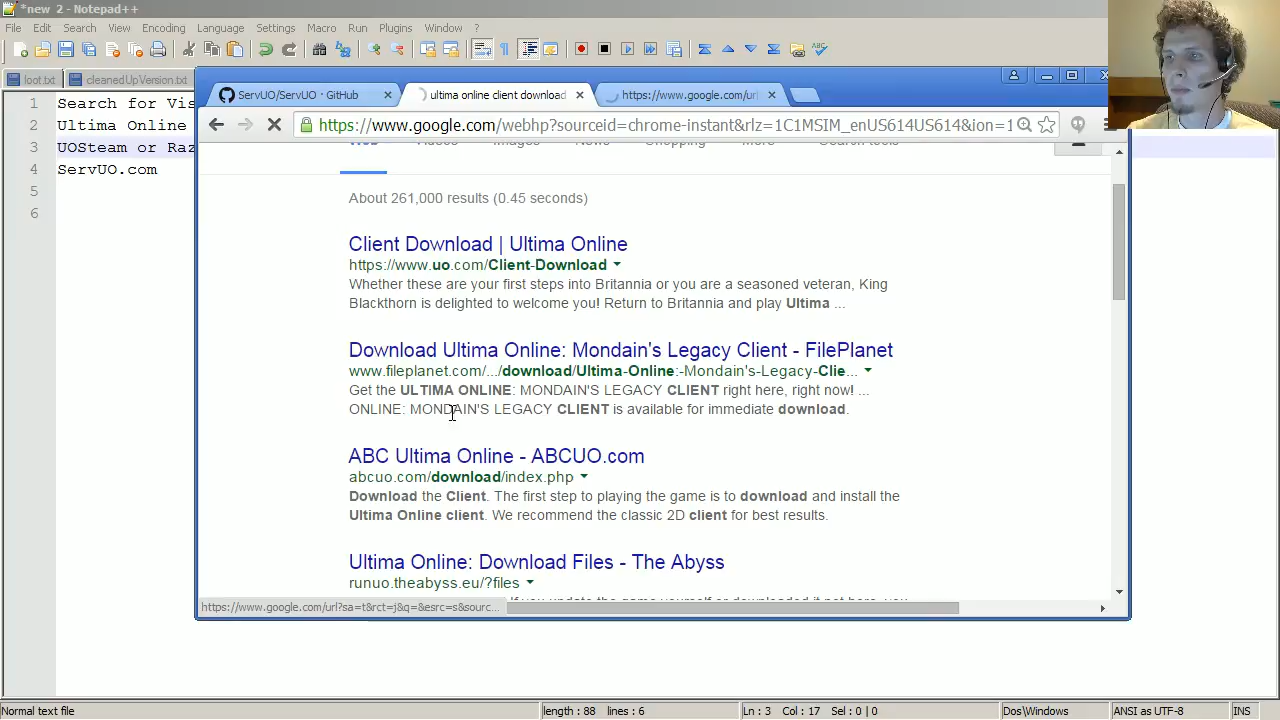 *new 2 - Notepad++
File Edit Search View Encoding Language Settings Macro Run Plugins Window ?
loot.txt cleanedUpVersion.txt
1 Search for Vis
2 Ultima Online
3 UOSteam or Raz
4 ServUO.com
5
6
ServUO/ServUO · GitHub ultima online client download https://www.google.com/url
https://www.google.com/webhp?sourceid=chrome-instant&rlz=1C1MSIM_enUS614US614&ion=1
Web Videos Images News Shopping More Search tools
About 261,000 results (0.45 seconds)
Client Download | Ultima Online
https://www.uo.com/Client-Download
Whether these are your first steps into Britannia or you are a seasoned veteran, King
Blackthorn is delighted to welcome you! Return to Britannia and play Ultima ...
Download Ultima Online: Mondain's Legacy Client - FilePlanet
www.fileplanet.com/.../download/Ultima-Online:-Mondain's-Legacy-Clie...
Get the ULTIMA ONLINE: MONDAIN'S LEGACY CLIENT right here, right now! ...
ONLINE: MONDAIN'S LEGACY CLIENT is available for immediate download.
ABC Ultima Online - ABCUO.com
abcuo.com/download/index.php
Download the Client. The first step to playing the game is to download and install the
Ultima Online client. We recommend the classic 2D client for best results.
Ultima Online: Download Files - The Abyss
runuo.theabyss.eu/?files
https://www.google.com/url?sa=t&rct=j&q=&esrc=s&sourc...
Normal text file length : 88 lines : 6 Ln : 3 Col : 17 Sel : 0 | 0 Dos\Windows ANSI as UTF-8 INS